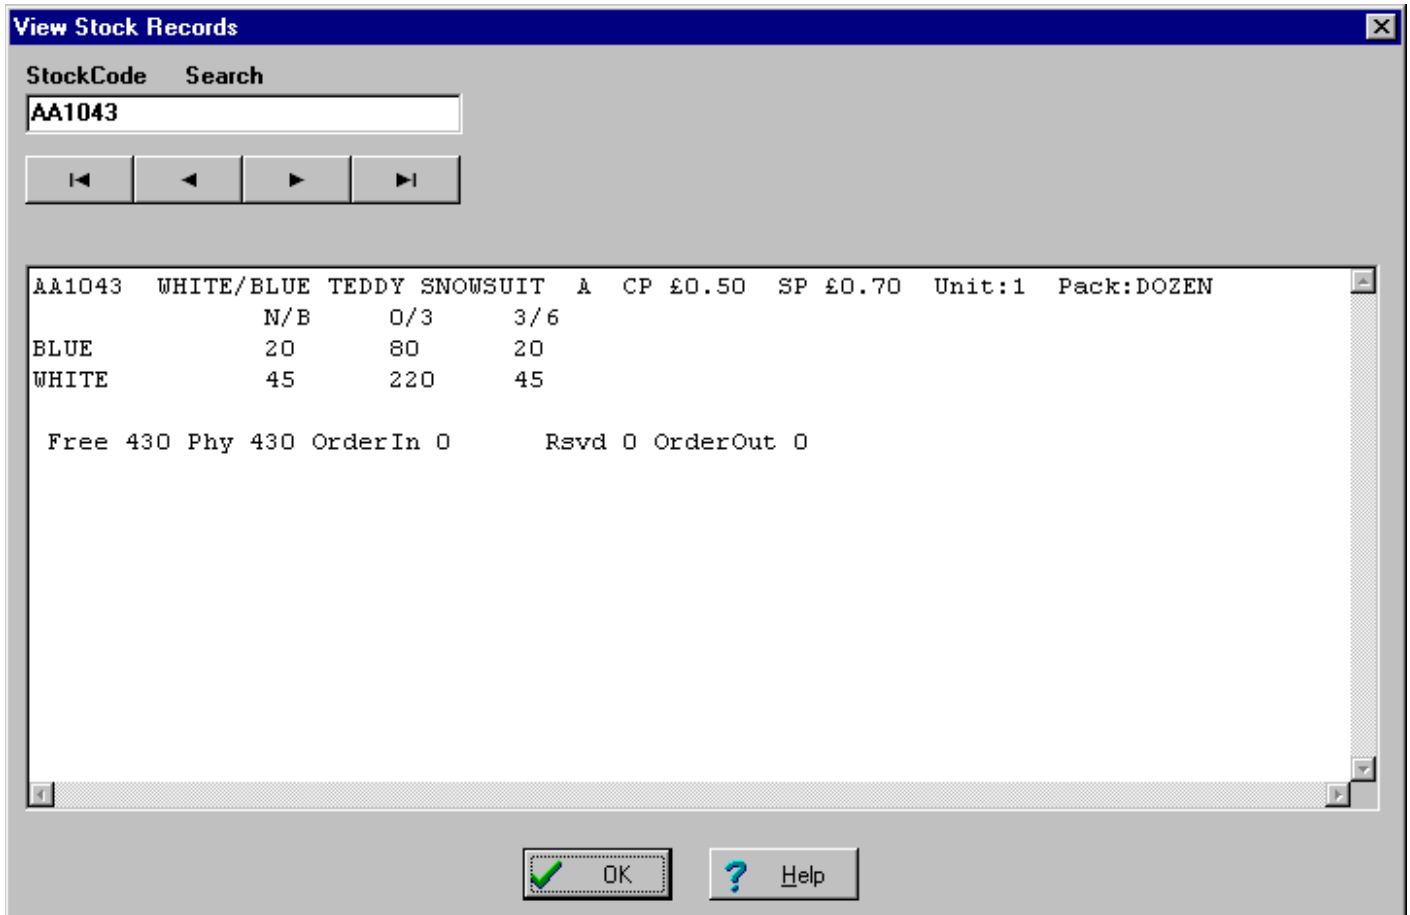 View Stock Records
StockCode Search
AA1043
AA1043 WHITE/BLUE TEDDY SNOWSUIT A CP £0.50 SP £0.70 Unit:1 Pack:DOZEN
N/B 0/3 3/6
BLUE 20 80 20
WHITE 45 220 45
Free 430 Phy 430 OrderIn 0 Rsvd 0 OrderOut 0
OK Help